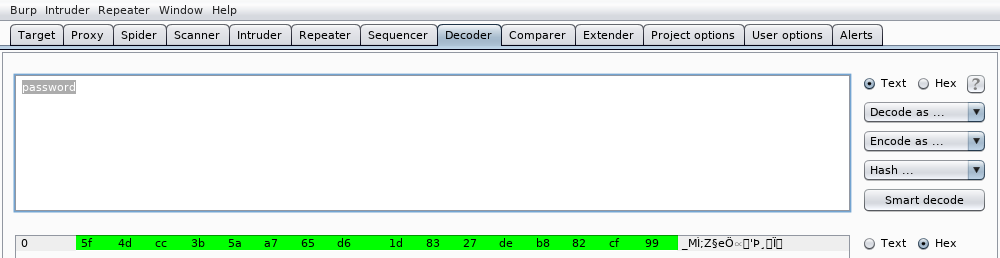 Burp Intruder Repeater Window Help
Target Proxy Spider Scanner Intruder Repeater Sequencer Decoder Comparer Extender Project options User options Alerts
password
Text Hex ?
Decode as ...
Encode as ...
Hash ...
Smart decode
0 5f 4d cc 3b 5a a7 65 d6 1d 83 27 de b8 82 cf 99 _MÌ;Z§eÖ 'Þ¸ Ï
Text Hex